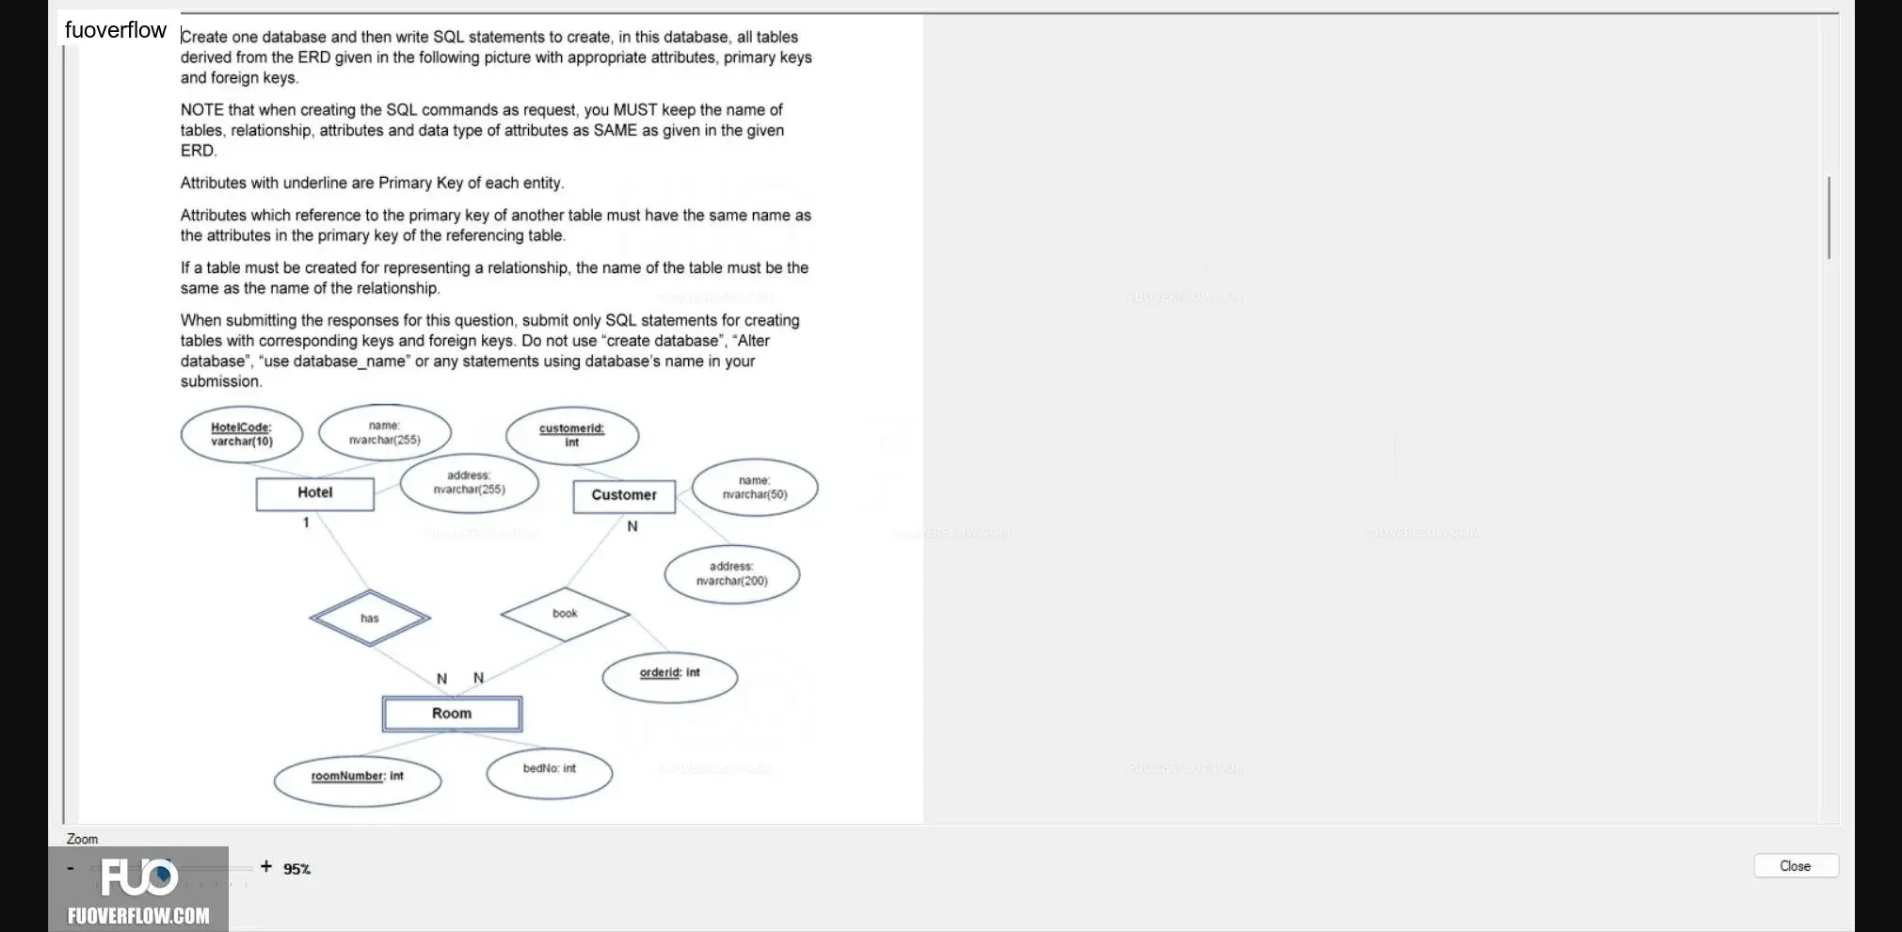 fuoverflow
Create one database and then write SQL statements to create, in this database, all tables
derived from the ERD given in the following picture with appropriate attributes, primary keys
and foreign keys.
NOTE that when creating the SQL commands as request, you MUST keep the name of
tables, relationship, attributes and data type of attributes as SAME as given in the given
ERD.
Attributes with underline are Primary Key of each entity.
Attributes which reference to the primary key of another table must have the same name as
the attributes in the primary key of the referencing table.
If a table must be created for representing a relationship, the name of the table must be the
same as the name of the relationship.
When submitting the responses for this question, submit only SQL statements for creating
tables with corresponding keys and foreign keys. Do not use “create database”, “Alter
database”, “use database_name” or any statements using database's name in your
submission.
HotelCode:
varchar(10)
name:
nvarchar(255)
customerid:
int
address:
nvarchar(255)
name:
nvarchar(50)
Hotel
Customer
1
N
address:
nvarchar(200)
has
book
orderid: int
N N
Room
roomNumber: int
bedNo: int
Zoom
- + 95%
Close
FUO
FUOVERFLOW.COM